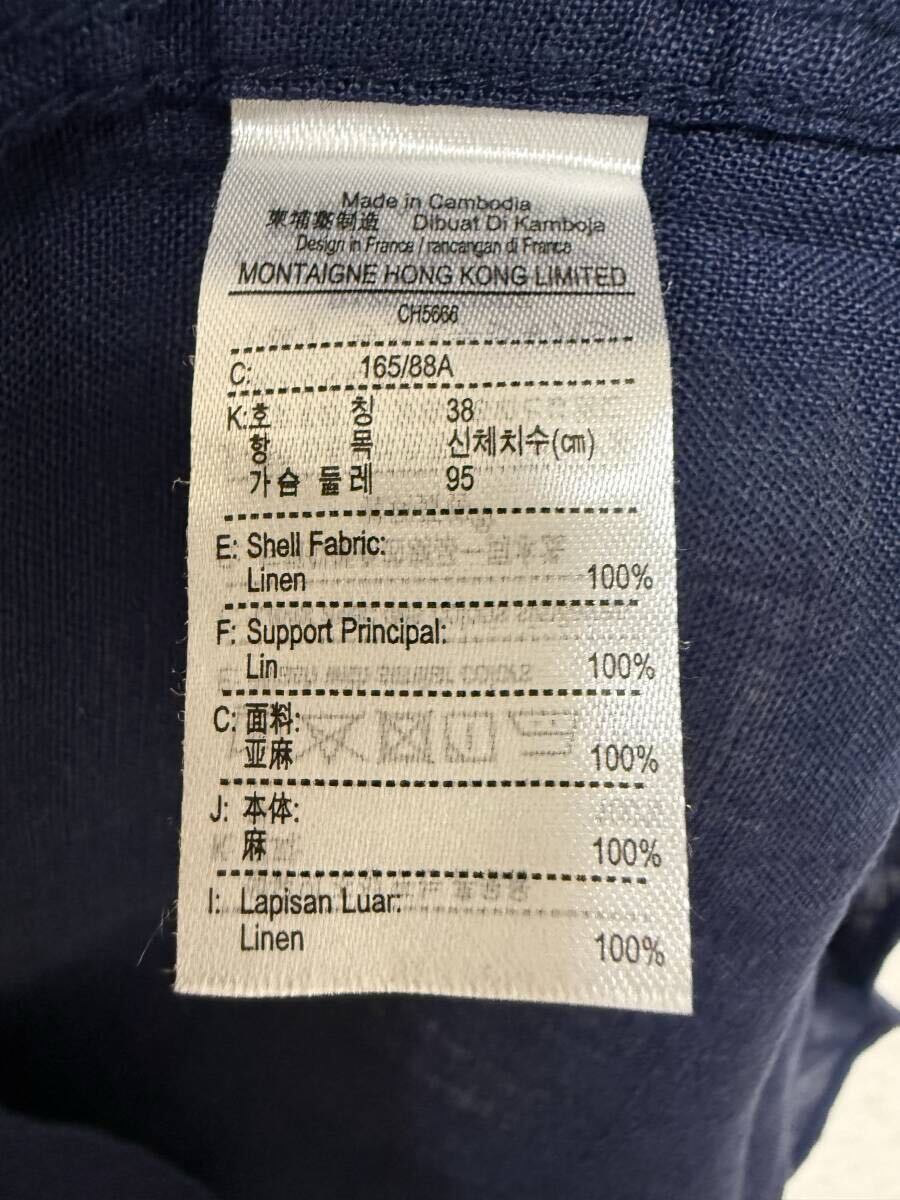 Made in Cambodia
柬埔寨制造 Dibuat Di Kamboja
Design in France / rancangan di Franca
MONTAIGNE HONG KONG LIMITED
CH5666
C: 165/88A
K:호 칭 38
항 목 신체치수(㎝)
가슴 둘레 95
E: Shell Fabric:
Linen 100%
F: Support Principal:
Lin 100%
C: 面料:
亚麻 100%
J: 本体:
麻 100%
I: Lapisan Luar:
Linen 100%